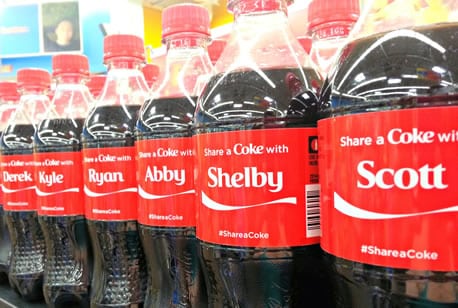 Share a Coke with
Derek
Share a Coke with
Kyle
Share a Coke with
Ryan
#ShareaCoke
Share a Coke with
Abby
#ShareaCoke
Share a Coke with
Shelby
#ShareaCoke
Share a Coke with
Scott
#ShareaCoke